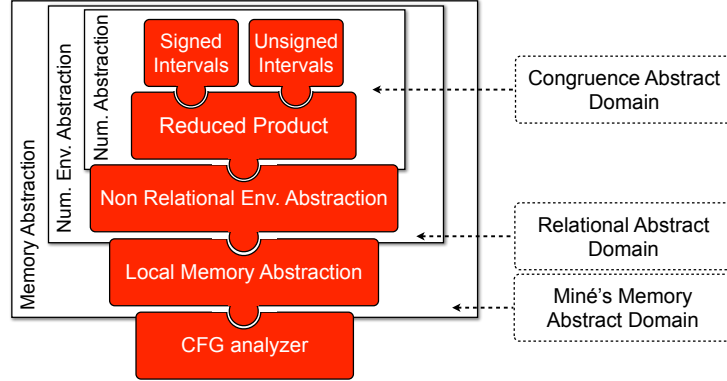 Memory Abstraction
Num. Env. Abstraction
Num. Abstraction
Signed
Intervals
Unsigned
Intervals
Reduced Product
Non Relational Env. Abstraction
Local Memory Abstraction
CFG analyzer
Congruence Abstract
Domain
Relational Abstract
Domain
Miné's Memory
Abstract Domain